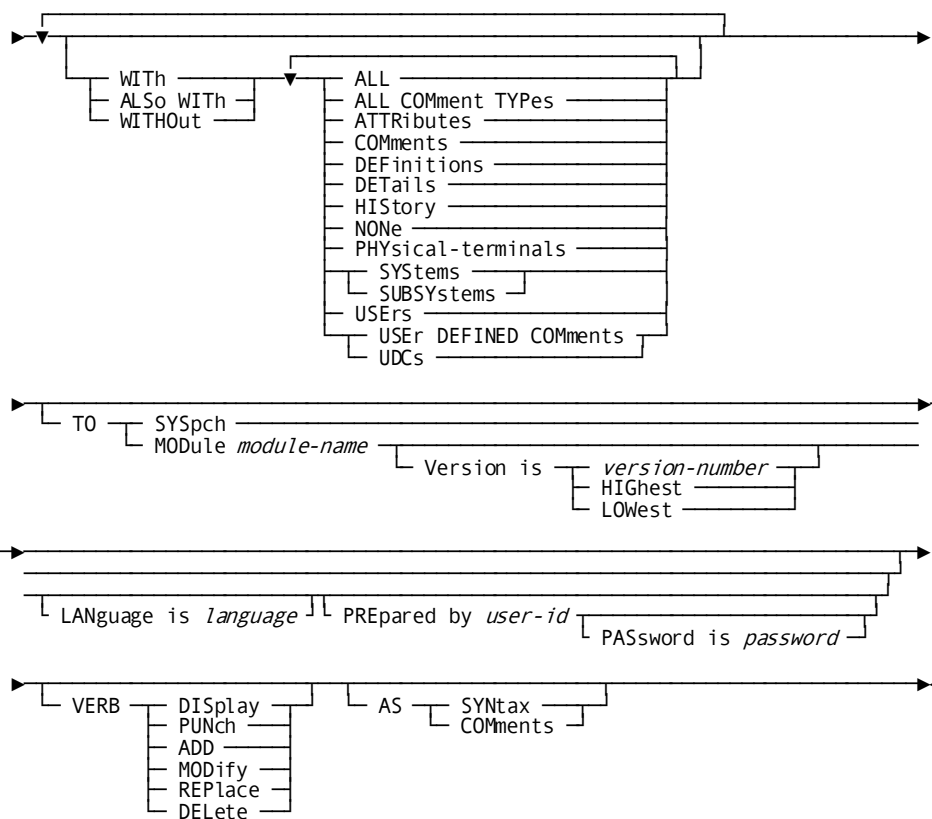 WITh
ALSo WITh
WITHOut
ALL
ALL COMment TYPes
ATTRibutes
COMments
DEFinitions
DETails
HIStory
NONe
PHYsical-terminals
SYStems
SUBSYstems
USErs
USEr DEFINED COMments
UDCs
TO SYSpch
MODule module-name
Version is version-number
HIGhest
LOWest
LANguage is language PREpared by user-id
PASsword is password
VERB DISplay AS SYNtax
PUNch COMments
ADD
MODify
REPlace
DELete